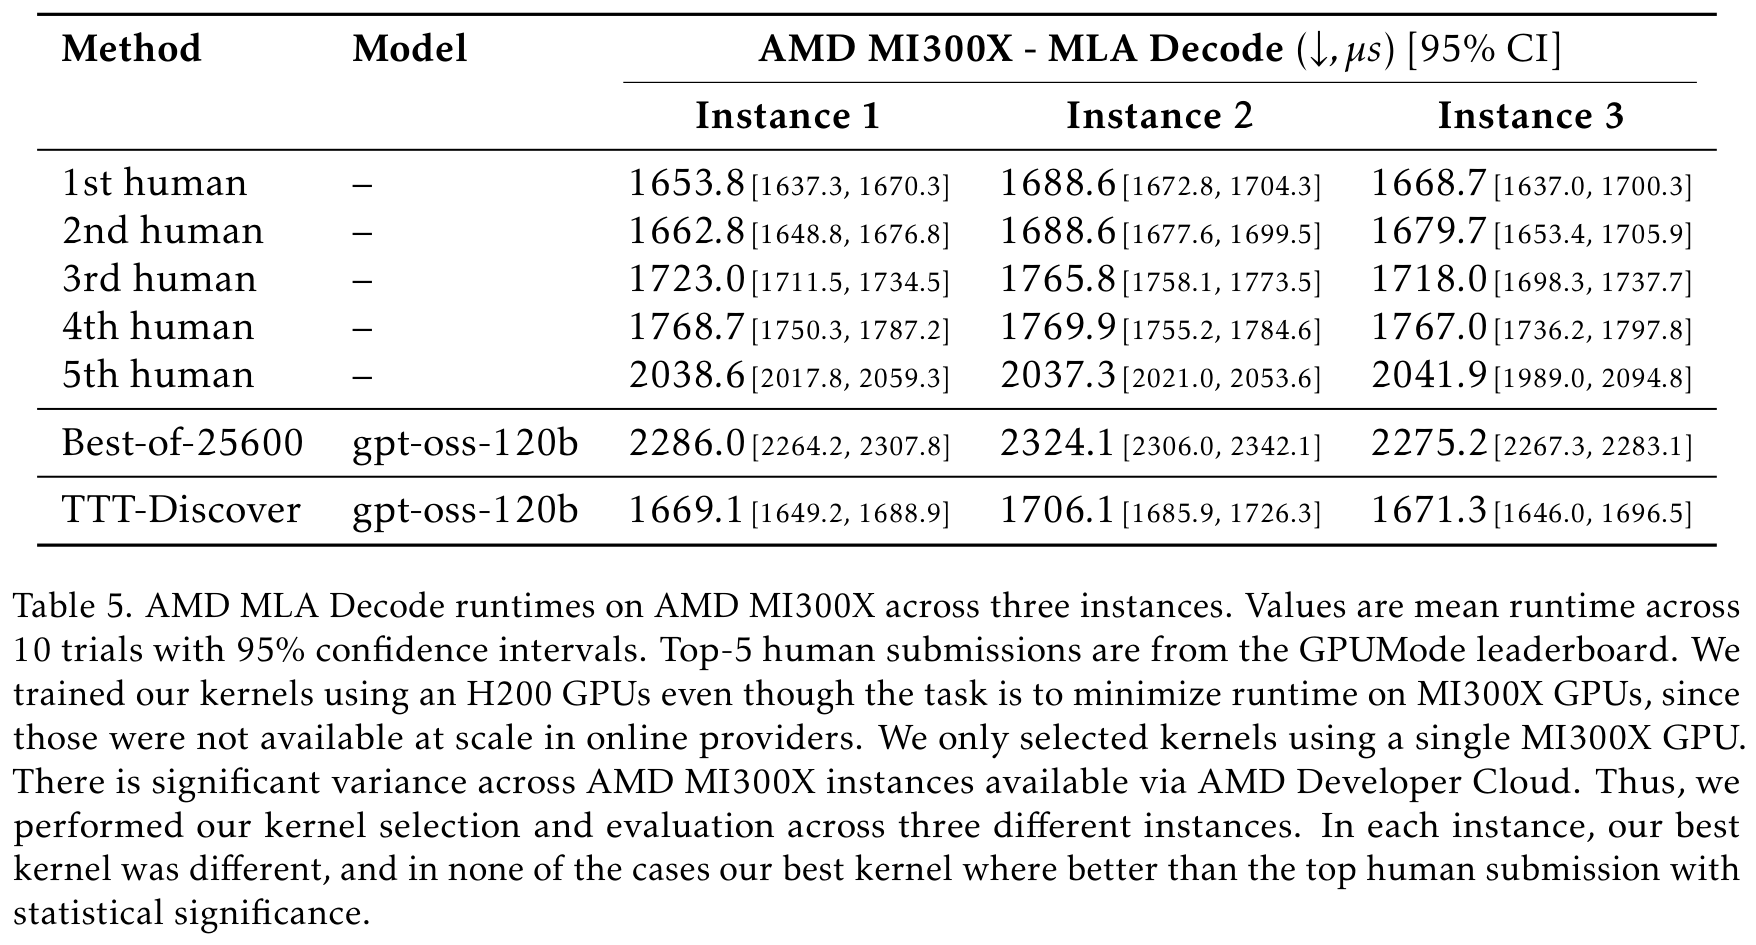 Method Model AMD MI300X - MLA Decode (↓, μs) [95% CI]
Instance 1 Instance 2 Instance 3
1st human – 1653.8 [1637.3, 1670.3] 1688.6 [1672.8, 1704.3] 1668.7 [1637.0, 1700.3]
2nd human – 1662.8 [1648.8, 1676.8] 1688.6 [1677.6, 1699.5] 1679.7 [1653.4, 1705.9]
3rd human – 1723.0 [1711.5, 1734.5] 1765.8 [1758.1, 1773.5] 1718.0 [1698.3, 1737.7]
4th human – 1768.7 [1750.3, 1787.2] 1769.9 [1755.2, 1784.6] 1767.0 [1736.2, 1797.8]
5th human – 2038.6 [2017.8, 2059.3] 2037.3 [2021.0, 2053.6] 2041.9 [1989.0, 2094.8]
Best-of-25600 gpt-oss-120b 2286.0 [2264.2, 2307.8] 2324.1 [2306.0, 2342.1] 2275.2 [2267.3, 2283.1]
TTT-Discover gpt-oss-120b 1669.1 [1649.2, 1688.9] 1706.1 [1685.9, 1726.3] 1671.3 [1646.0, 1696.5]
Table 5. AMD MLA Decode runtimes on AMD MI300X across three instances. Values are mean runtime across
10 trials with 95% confidence intervals. Top-5 human submissions are from the GPUMode leaderboard. We
trained our kernels using an H200 GPUs even though the task is to minimize runtime on MI300X GPUs, since
those were not available at scale in online providers. We only selected kernels using a single MI300X GPU.
There is significant variance across AMD MI300X instances available via AMD Developer Cloud. Thus, we
performed our kernel selection and evaluation across three different instances. In each instance, our best
kernel was different, and in none of the cases our best kernel where better than the top human submission with
statistical significance.